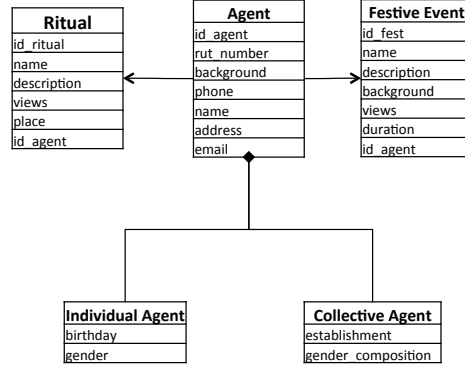 Ritual
id_ritual
name
description
views
place
id_agent
Agent
id_agent
rut_number
background
phone
name
address
email
Festive Event
id_fest
name
description
background
views
duration
id_agent
Individual Agent
birthday
gender
Collective Agent
establishment
gender_composition